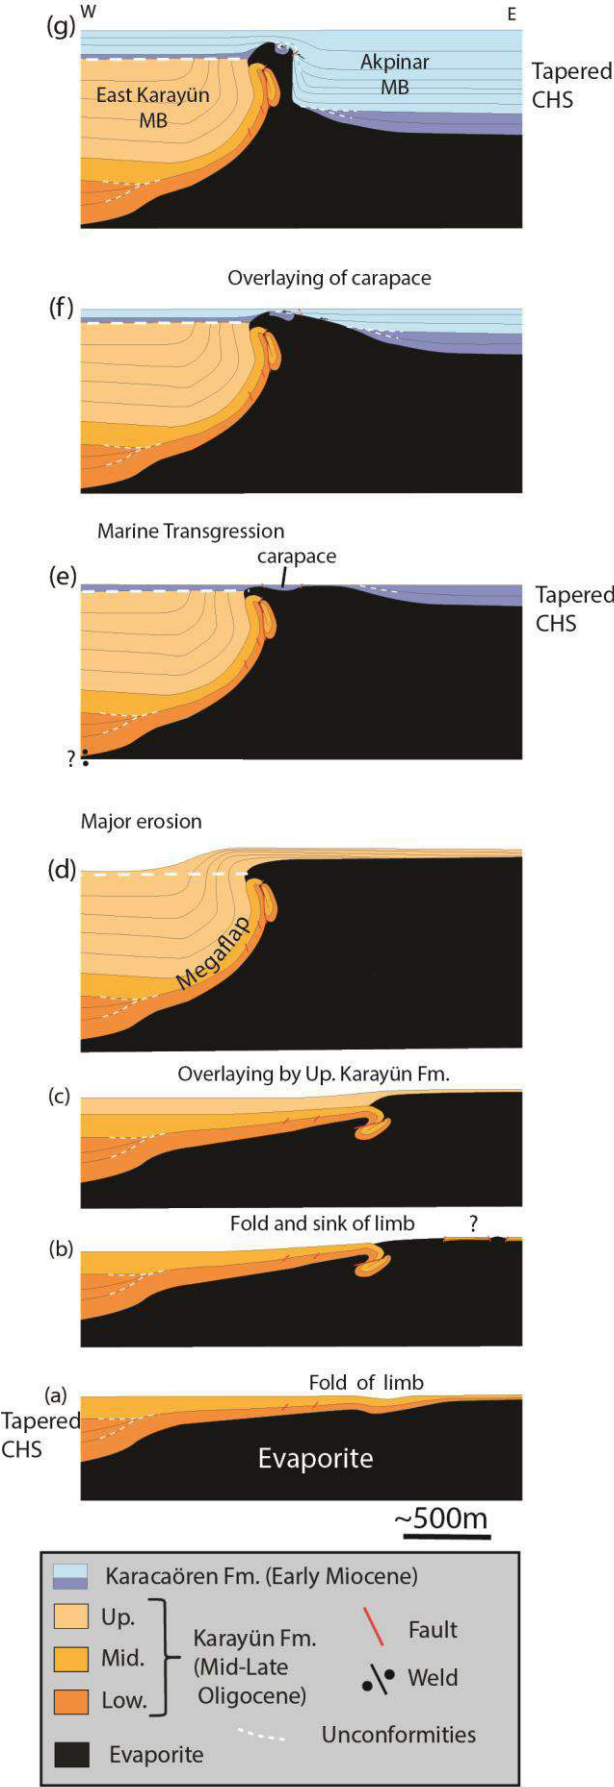 W
E
(g)
East Karayün
MB
Akpinar
MB
Tapered
CHS
Overlaying of carapace
(f)
Marine Transgression
carapace
(e)
Tapered
CHS
?
Major erosion
(d)
Megaflap
Overlaying by Up. Karayün Fm.
(c)
Fold and sink of limb
?
(b)
Fold of limb
(a)
Tapered
CHS
Evaporite
~500m
Karacaören Fm. (Early Miocene)
Up.
Mid.
Low.
Karayün Fm.
(Mid-Late
Oligocene)
Fault
Weld
Unconformities
Evaporite